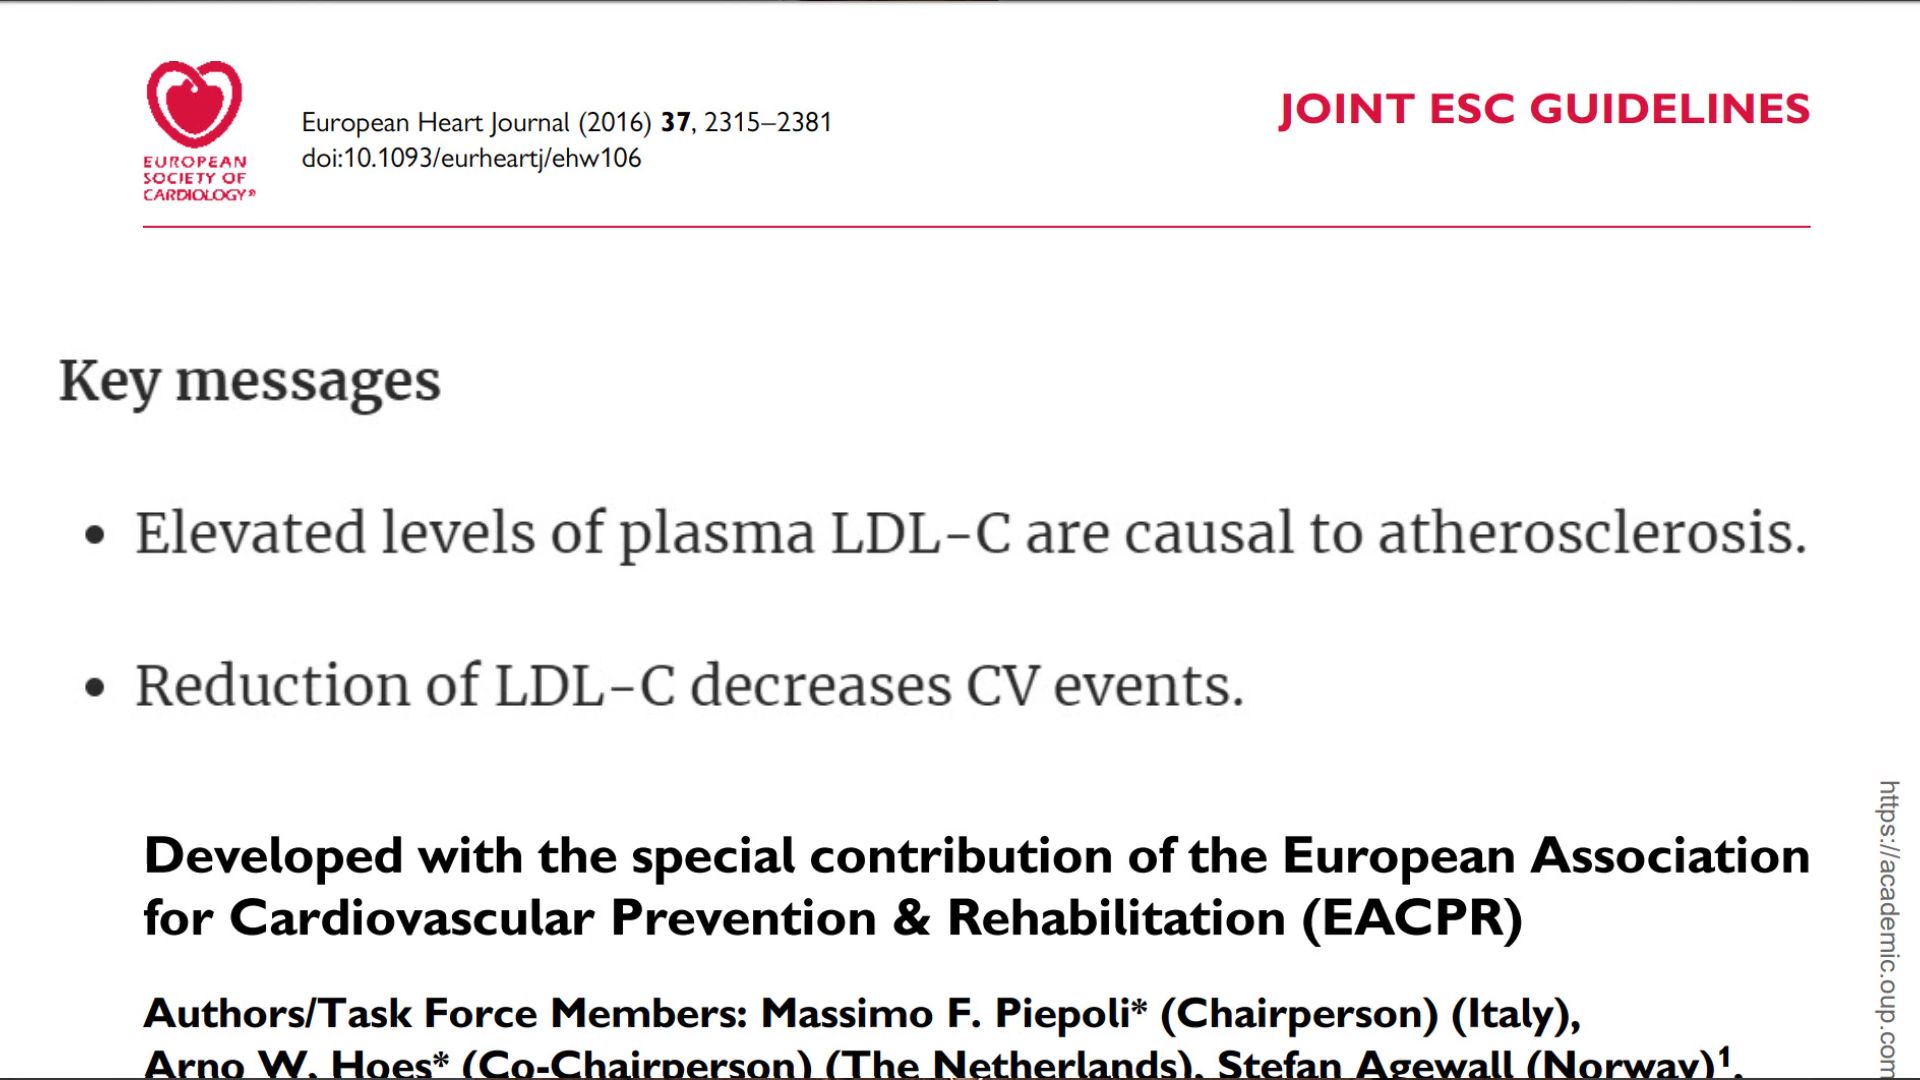 EUROPEAN
SOCIETY OF
CARDIOLOGY®
European Heart Journal (2016) 37, 2315–2381
doi:10.1093/eurheartj/ehw106
JOINT ESC GUIDELINES
Key messages
• Elevated levels of plasma LDL-C are causal to atherosclerosis.
• Reduction of LDL-C decreases CV events.
Developed with the special contribution of the European Association
for Cardiovascular Prevention & Rehabilitation (EACPR)
Authors/Task Force Members: Massimo F. Piepoli* (Chairperson) (Italy),
Arno W. Hoes* (Co-Chairperson) (The Netherlands), Stefan Agewall (Norway)¹,
https://academic.oup.com